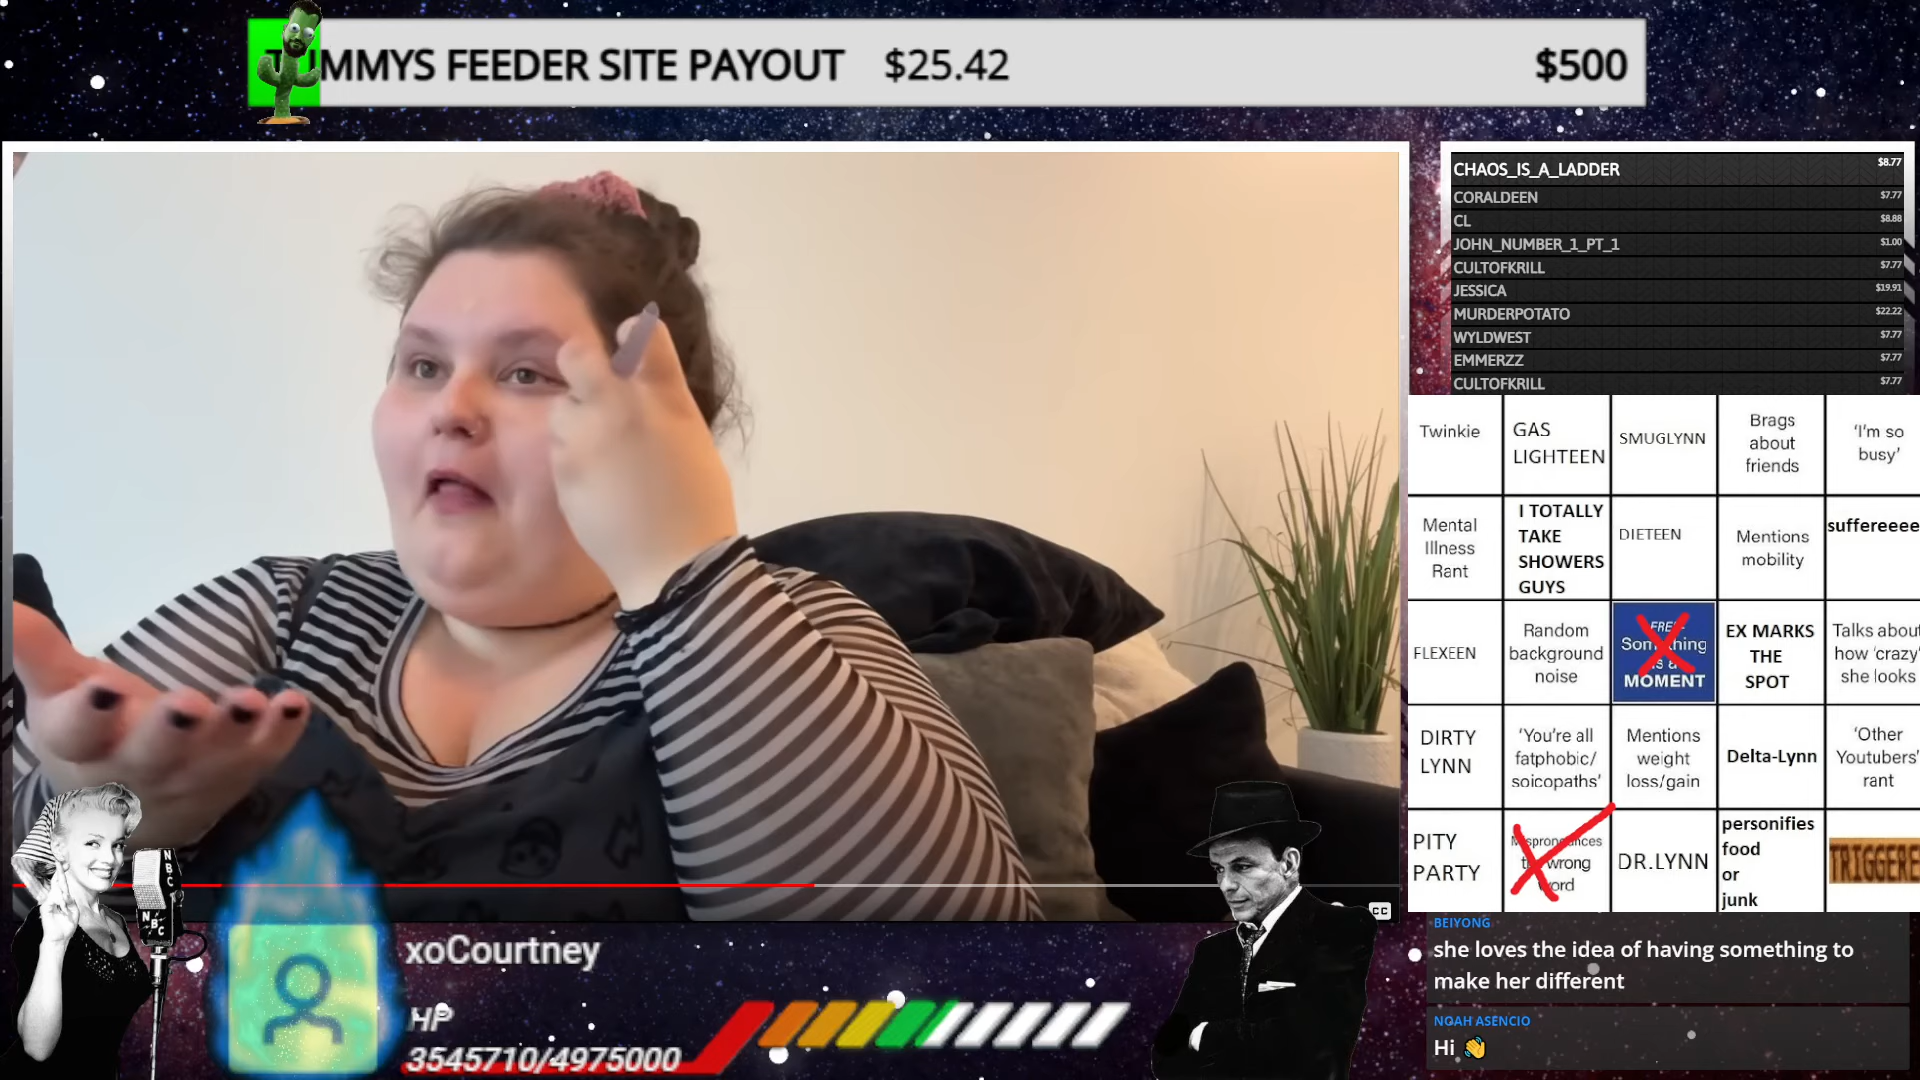 MMYS FEEDER SITE PAYOUT $25.42 $500
CHAOS_IS_A_LADDER $8.77
CORALDEEN $7.77
CL $8.88
JOHN_NUMBER_1_PT_1 $1.00
CULTOFKRILL $7.77
JESSICA $19.91
MURDERPOTATO $22.22
WYLDWEST $7.77
EMMERZZ $7.77
CULTOFKRILL $7.77
Twinkie
GAS
LIGHTEEN
SMUGLYNN
Brags
about
friends
‘I'm so
busy’
Mental
Illness
Rant
I TOTALLY
TAKE
SHOWERS
GUYS
DIETEEN
Mentions
mobility
suffereeee
FLEXEEN
Random
background
noise
FREE
MOMENT
EX MARKS
THE
SPOT
Talks about
how ‘crazy’
she looks
DIRTY
LYNN
‘You're all
fatphobic/
soicopaths’
Mentions
weight
loss/gain
Delta-Lynn
‘Other
Youtubers’
rant
PITY
PARTY
wrong
DR.LYNN
personifies
food
or
junk
TRIGGERE
CC
NBC
NBC
xoCourtney
HP
3545710/4975000
BEIYONG
she loves the idea of having something to
make her different
NOAH ASENCIO
Hi 👋